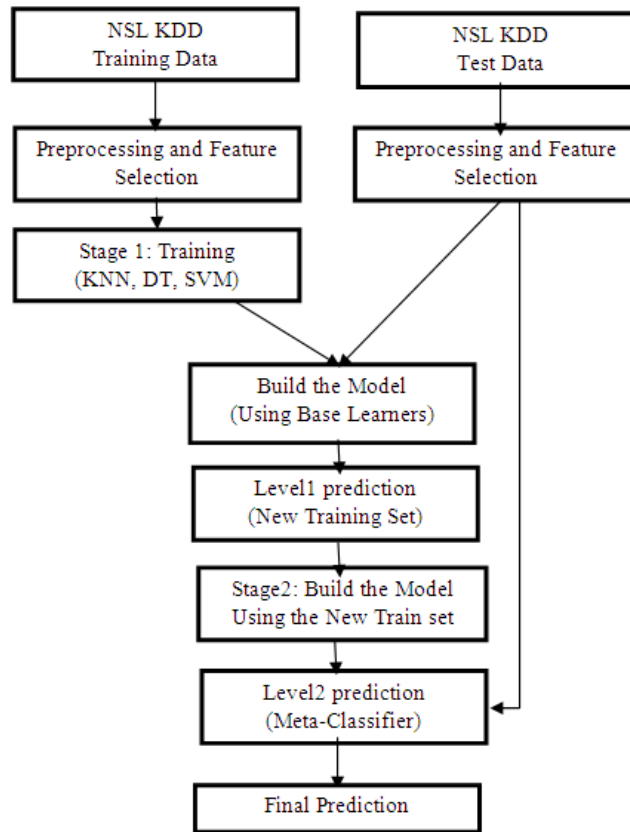 NSL KDD
Training Data
NSL KDD
Test Data
Preprocessing and Feature
Selection
Preprocessing and Feature
Selection
Stage 1: Training
(KNN, DT, SVM)
Build the Model
(Using Base Learners)
Level1 prediction
(New Training Set)
Stage2: Build the Model
Using the New Train set
Level2 prediction
(Meta-Classifier)
Final Prediction